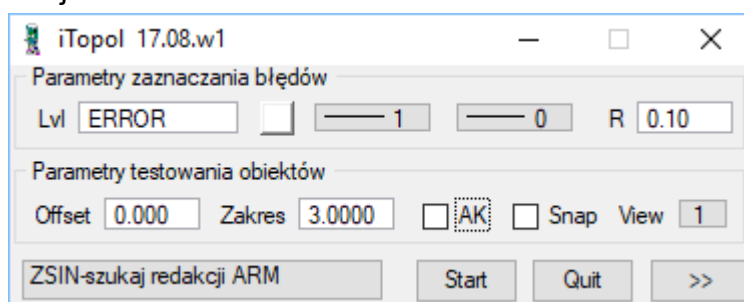 iTopol 17.08.w1
Parametry zaznaczania błędów
Lvl ERROR 1 0 R 0.10
Parametry testowania obiektów
Offset 0.000 Zakres 3.0000 AK Snap View 1
ZSIN-szukaj redakcji ARM Start Quit >>